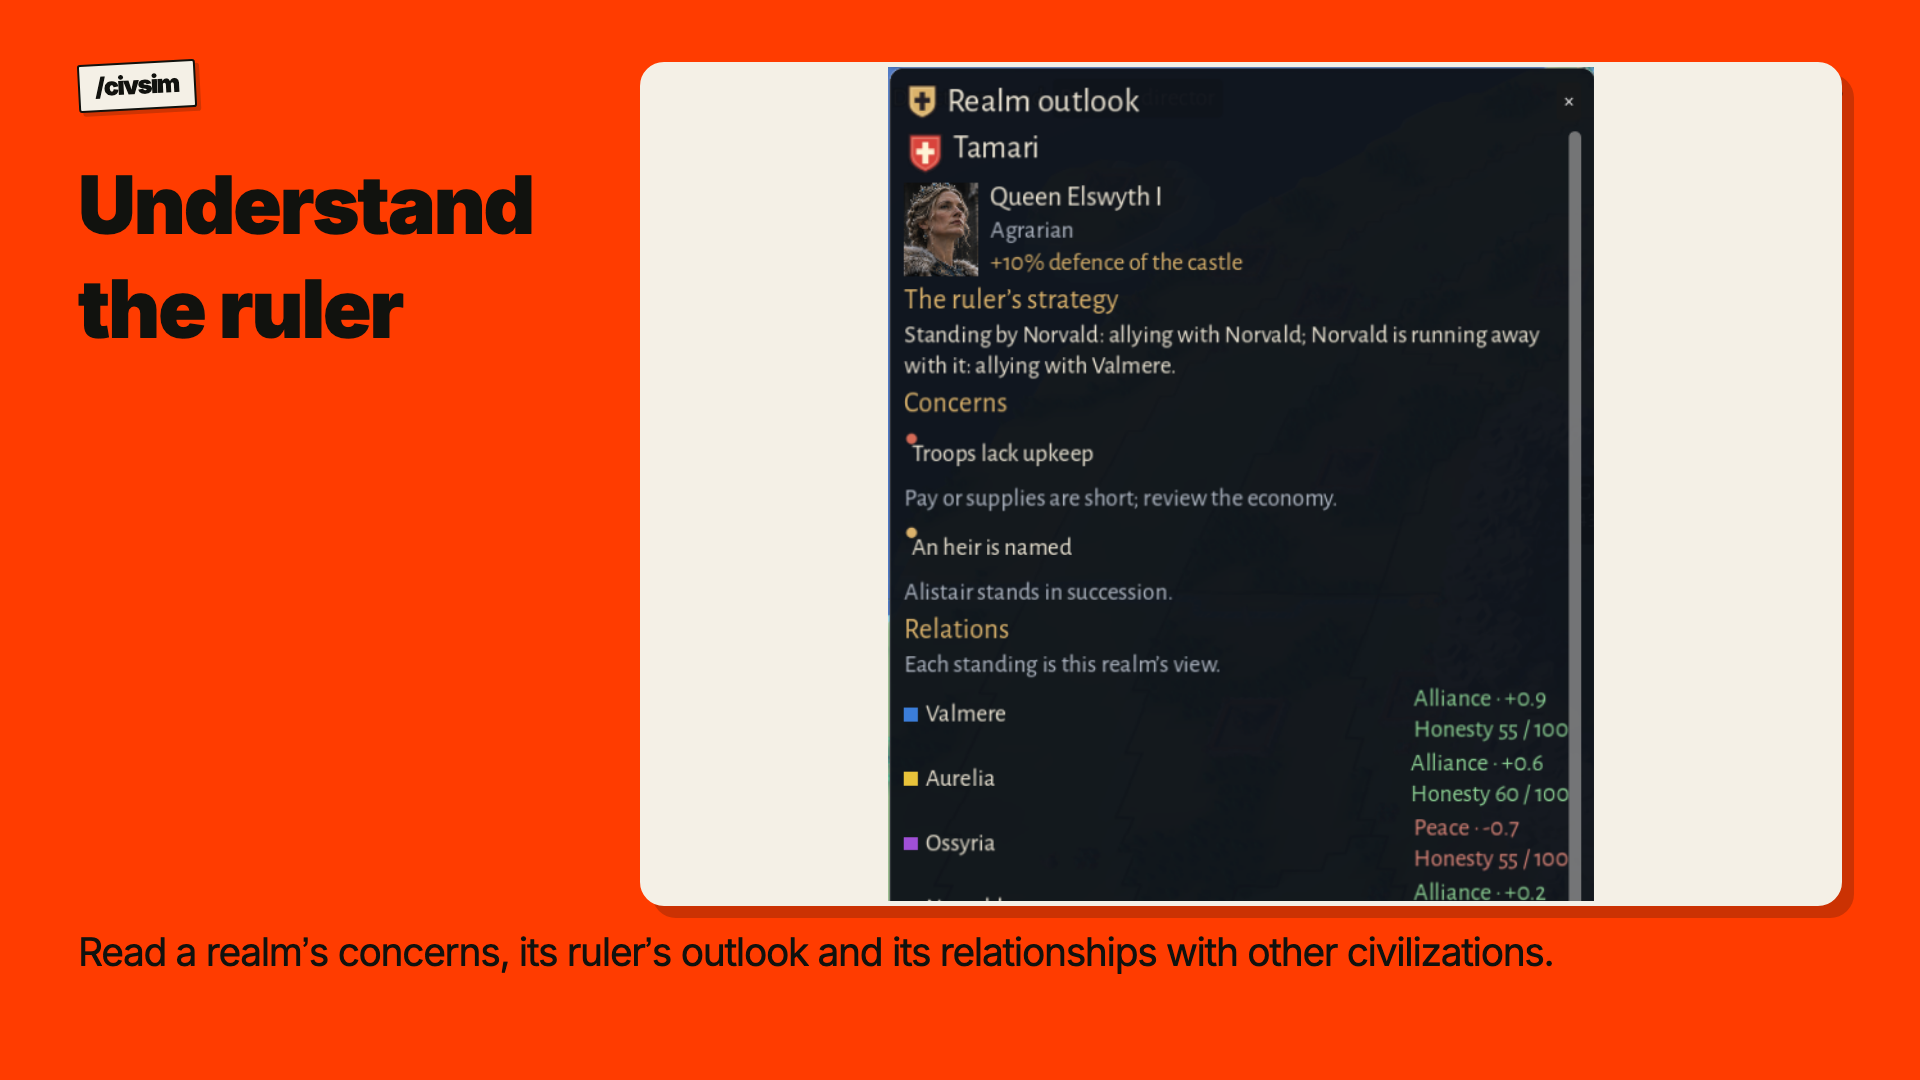 /civsim
Understand
the ruler
Realm outlook
×
Tamari
Queen Elswyth I
Agrarian
+10% defence of the castle
The ruler’s strategy
Standing by Norvald: allying with Norvald; Norvald is running away
with it: allying with Valmere.
Concerns
Troops lack upkeep
Pay or supplies are short; review the economy.
An heir is named
Alistair stands in succession.
Relations
Each standing is this realm’s view.
Valmere
Alliance · +0.9
Honesty 55 / 100
Aurelia
Alliance · +0.6
Honesty 60 / 100
Ossyria
Peace · -0.7
Honesty 55 / 100
Alliance · +0.2
Read a realm’s concerns, its ruler’s outlook and its relationships with other civilizations.